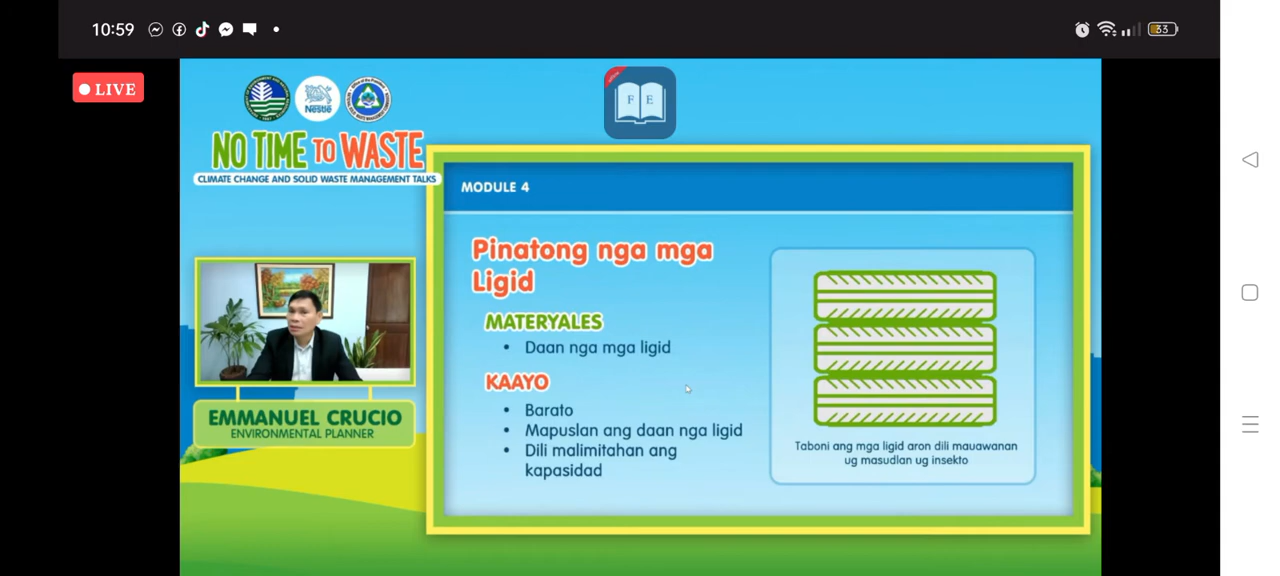 10:59
33
LIVE
Nestlé
F E
NO TIME TO WASTE
CLIMATE CHANGE AND SOLID WASTE MANAGEMENT TALKS
MODULE 4
Pinatong nga mga
Ligid
MATERYALES
• Daan nga mga ligid
KAAYO
• Barato
• Mapuslan ang daan nga ligid
• Dili malimitahan ang
kapasidad
Taboni ang mga ligid aron dili mauawanan
ug masudlan ug insekto
EMMANUEL CRUCIO
ENVIRONMENTAL PLANNER